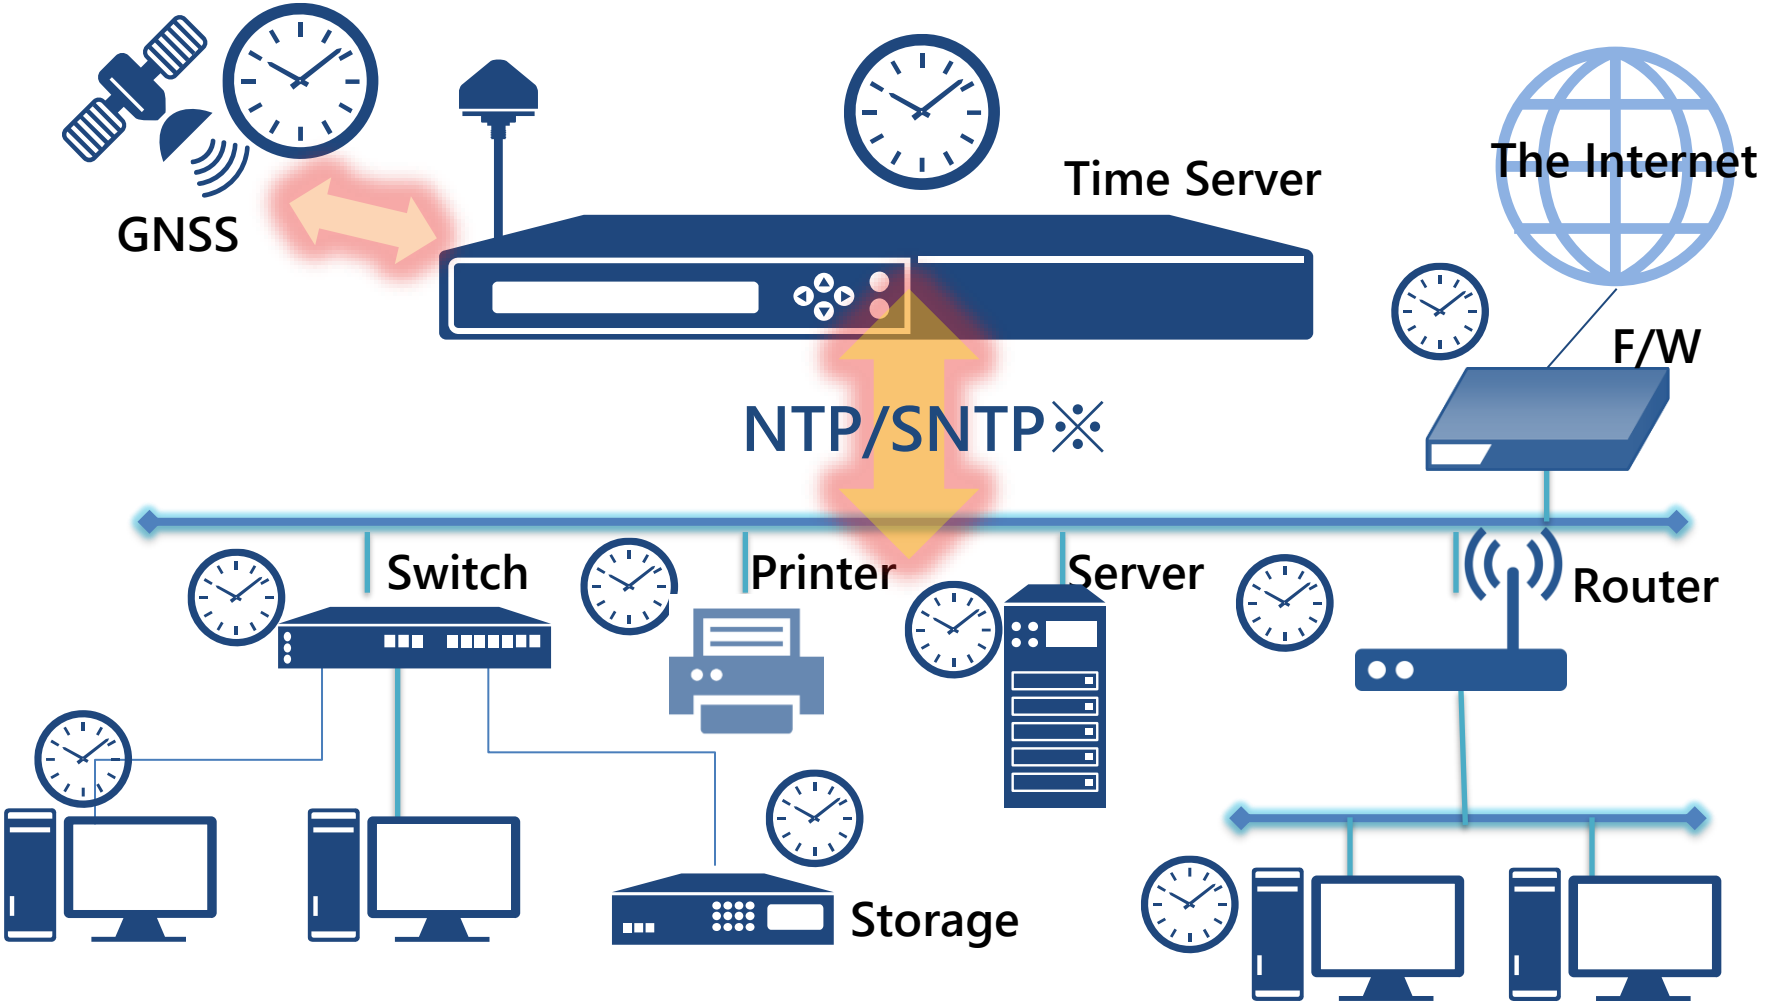 GNSS
Time Server
The Internet
F/W
NTP/SNTP※
Switch
Printer
Server
Router
Storage